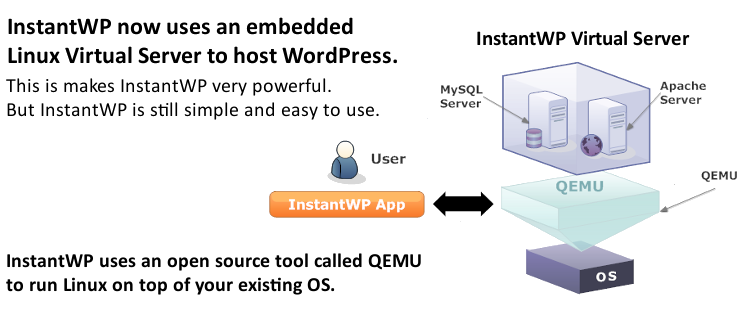 InstantWP now uses an embedded
Linux Virtual Server to host WordPress.
This is makes InstantWP very powerful.
But InstantWP is still simple and easy to use.
InstantWP Virtual Server
MySQL
Server
Apache
Server
User
InstantWP App
QEMU
QEMU
OS
InstantWP uses an open source tool called QEMU
to run Linux on top of your existing OS.